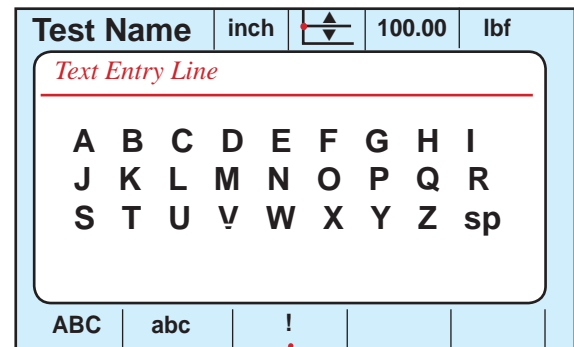 Test Name inch 100.00 lbf
Text Entry Line
A B C D E F G H I
J K L M N O P Q R
S T U V W X Y Z sp
ABC abc !